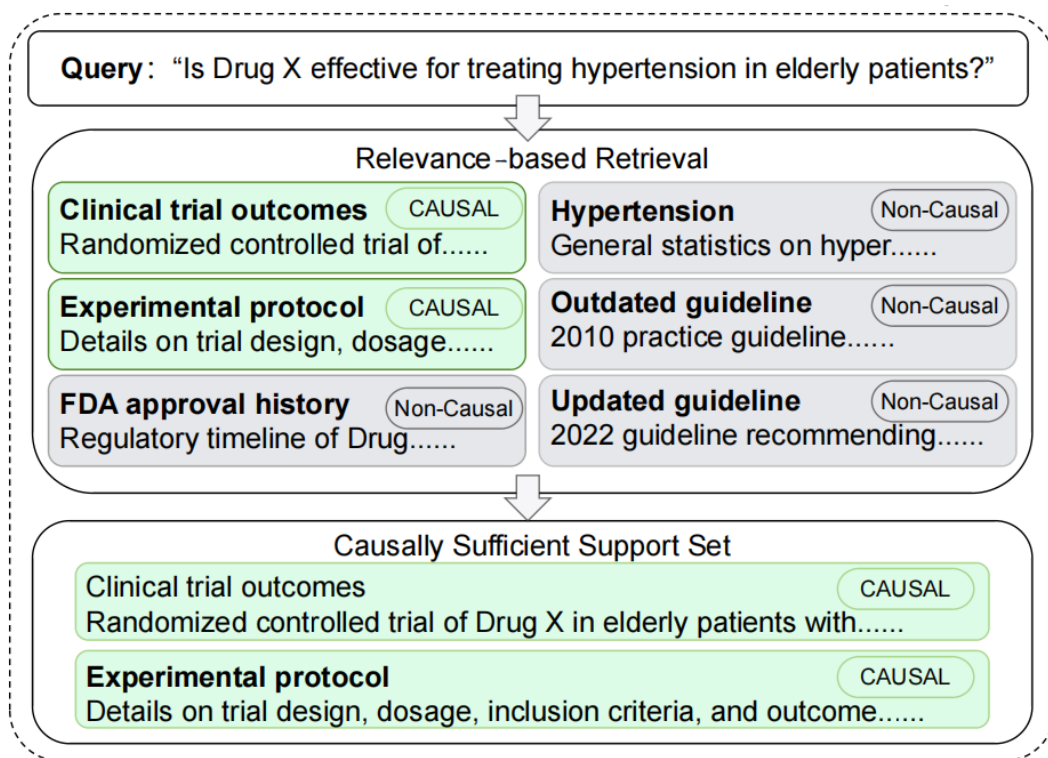 Query: “Is Drug X effective for treating hypertension in elderly patients?”
Relevance-based Retrieval
Clinical trial outcomes CAUSAL
Randomized controlled trial of......
Experimental protocol CAUSAL
Details on trial design, dosage......
FDA approval history Non-Causal
Regulatory timeline of Drug......
Hypertension Non-Causal
General statistics on hyper......
Outdated guideline Non-Causal
2010 practice guideline......
Updated guideline Non-Causal
2022 guideline recommending......
Causally Sufficient Support Set
Clinical trial outcomes CAUSAL
Randomized controlled trial of Drug X in elderly patients with......
Experimental protocol CAUSAL
Details on trial design, dosage, inclusion criteria, and outcome......